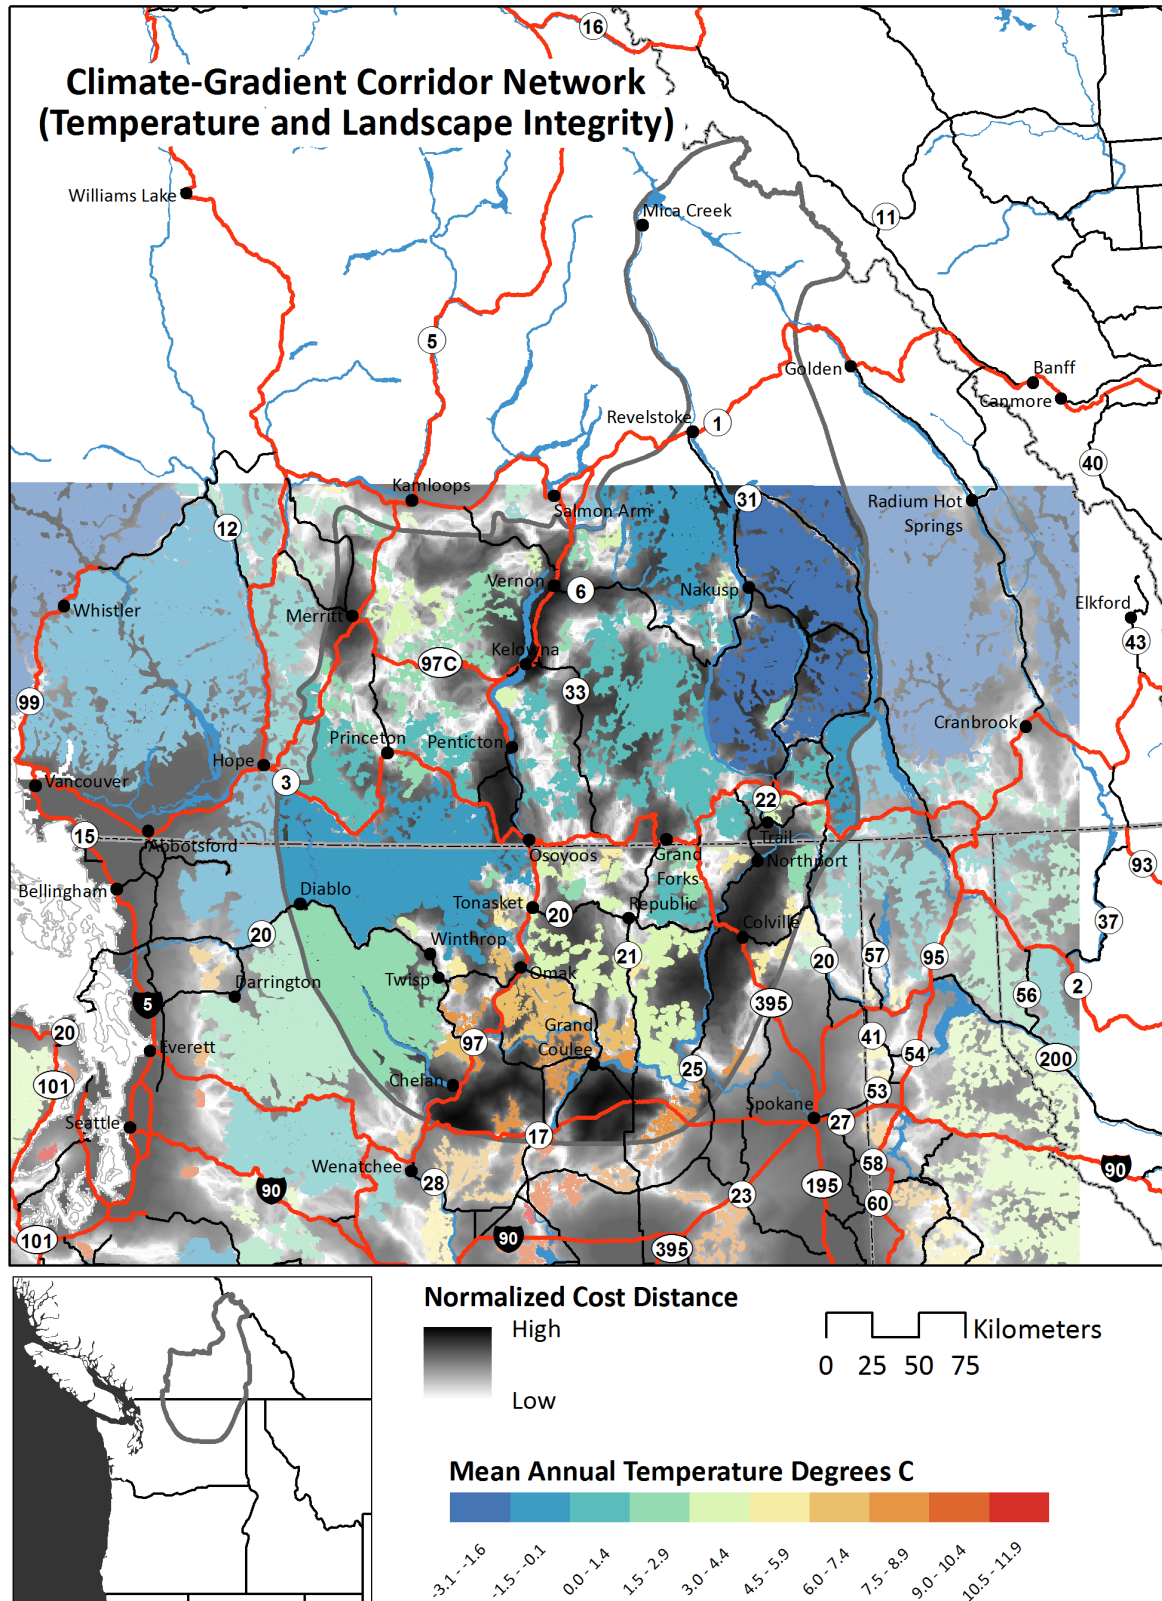 Climate-Gradient Corridor Network
(Temperature and Landscape Integrity)
16
Williams Lake
Mica Creek
11
5
Golden
Banff
Canmore
Revelstoke
1
40
Kamloops
Salmon Arm
31
Radium Hot
Springs
12
Vernon
6
Nakusp
Whistler
Merritt
Elkford
43
Kelowna
97C
33
99
Princeton
Penticton
Cranbrook
Hope
3
Vancouver
22
15
Abbotsford
Trail
Osoyoos
Grand
Forks
Northport
93
Bellingham
Diablo
Tonasket
20
Republic
Colville
37
20
Winthrop
21
20
57
95
Darrington
Twisp
Omak
395
56
2
5
20
Everett
97
Grand
Coulee
41
54
200
101
Chelan
25
53
Seattle
Spokane
27
17
Wenatchee
28
58
90
90
23
195
60
101
90
395
Normalized Cost Distance
High
Low
Kilometers
0 25 50 75
Mean Annual Temperature Degrees C
-3.1 - -1.6
-1.5 - -0.1
0.0 - 1.4
1.5 - 2.9
3.0 - 4.4
4.5 - 5.9
6.0 - 7.4
7.5 - 8.9
9.0 - 10.4
10.5 - 11.9